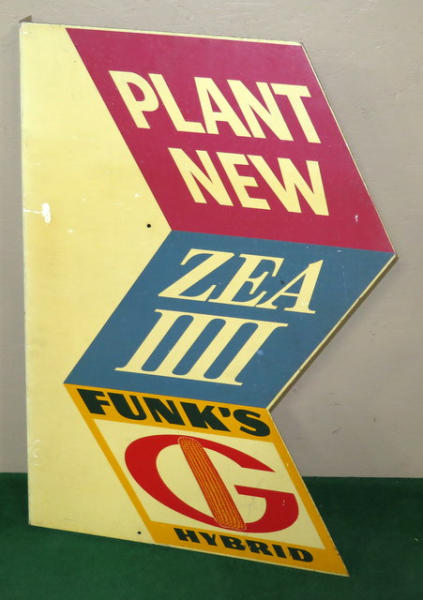 PLANT
NEW
ZEA
IIII
FUNK'S
G
HYBRID